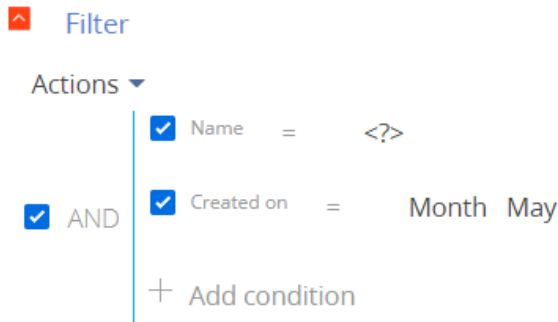 Filter
Actions
Name = <?>
Created on = Month May
AND
+ Add condition